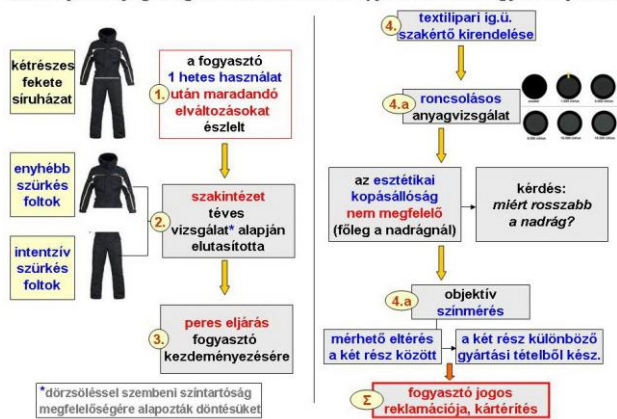 kétrészes
fekete
síruházat
1.
a fogyasztó
1 hetes használat
után maradandó
elváltozásokat
észlelt
enyhébb
szürkés
foltok
intentzív
szürkés
foltok
2.
szakintézet
téves
vizsgálat* alapján
elutasította
3.
peres eljárás
fogyasztó
kezdeményezésére
*dörzsöléssel szembeni színtartóság
megfelelőségére alapozták döntésüket
4.
textilipari ig.ü.
szakértő kirendelése
4.a
roncsolásos
anyagvizsgálat
az esztétikai
kopásállóság
nem megfelelő
(főleg a nadrágnál)
kérdés:
miért rosszabb
a nadrág?
4.a
objektív
színmérés
mérhető eltérés
a két rész között
a két rész különböző
gyártási tételből kész.
Σ
fogyasztó jogos
reklamációja, kártérítés